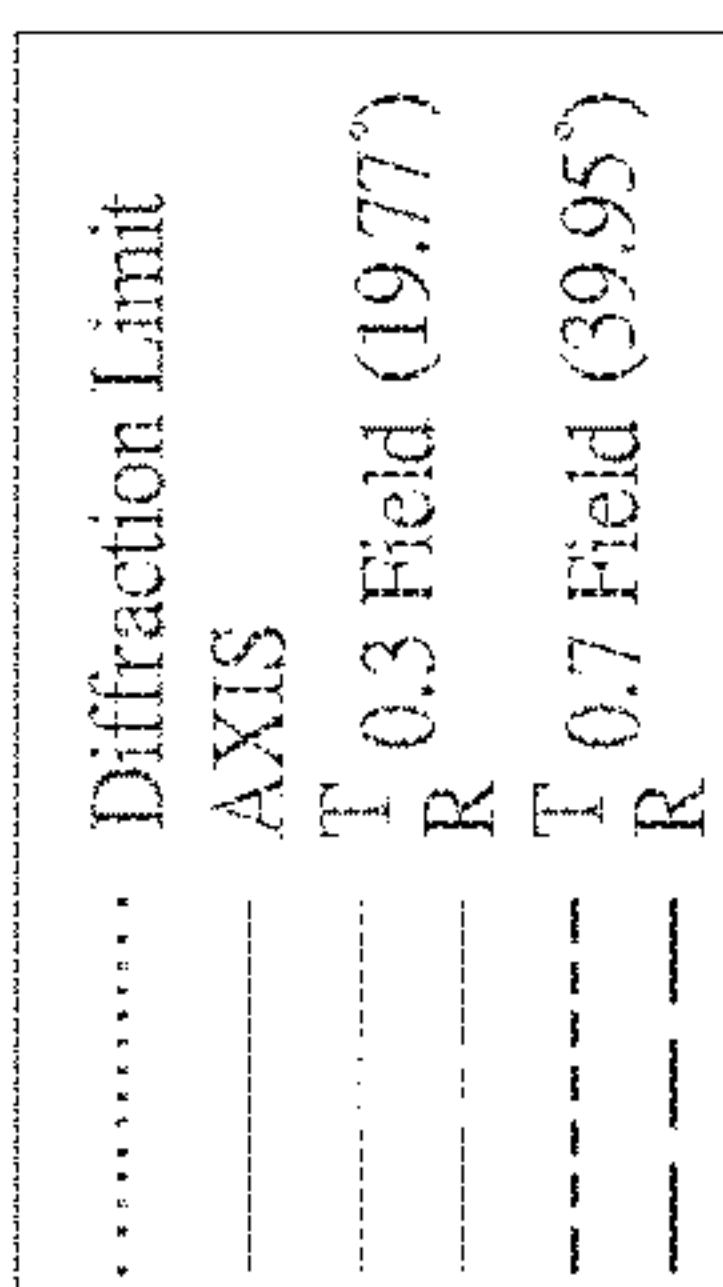 Diffraction Limit
AXIS
T 0.3 Field (19.77°)
R
T 0.7 Field (39.95°)
R